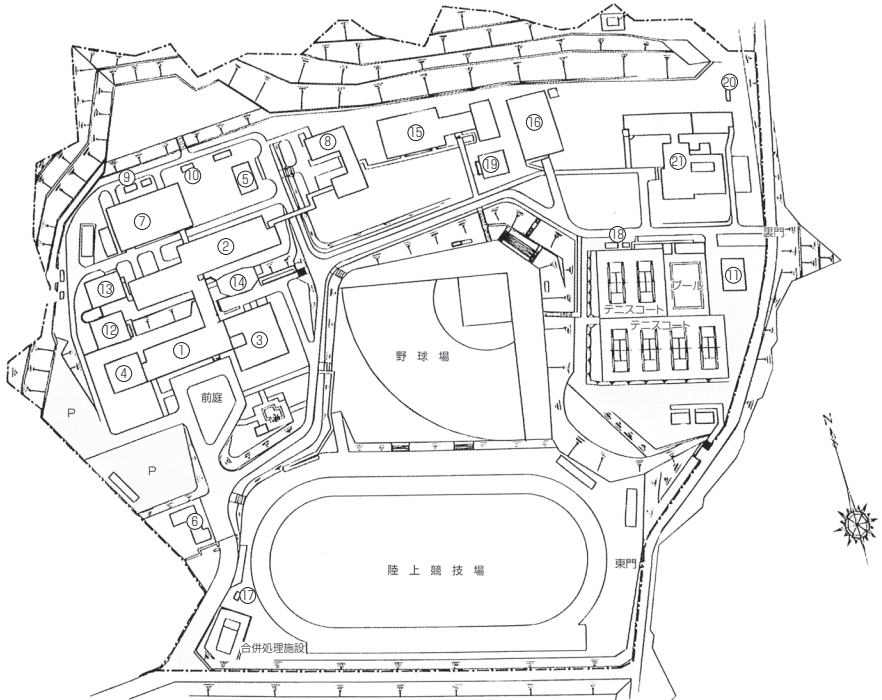 ⑳
⑧
⑮
⑯
⑲
㉑
⑨
⑩
⑤
⑦
②
⑱
裏門
⑪
⑬
⑭
プール
テニスコート
テニスコート
⑫
①
③
④
野球場
前庭
P
P
⑥
N
陸上競技場
東門
⑰
合併処理施設